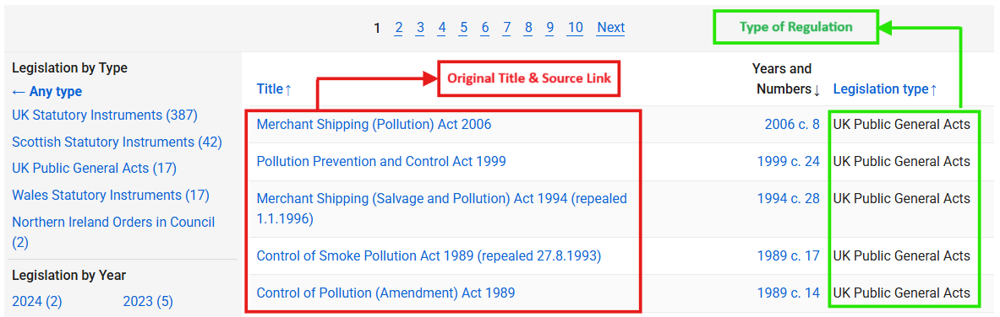 1 2 3 4 5 6 7 8 9 10 Next
Type of Regulation
Legislation by Type
← Any type
UK Statutory Instruments (387)
Scottish Statutory Instruments (42)
UK Public General Acts (17)
Wales Statutory Instruments (17)
Northern Ireland Orders in Council
(2)
Legislation by Year
2024 (2) 2023 (5)
Original Title & Source Link
Title↑
Years and
Numbers↓
Legislation type↑
Merchant Shipping (Pollution) Act 2006 2006 c. 8 UK Public General Acts
Pollution Prevention and Control Act 1999 1999 c. 24 UK Public General Acts
Merchant Shipping (Salvage and Pollution) Act 1994 (repealed 1994 c. 28 UK Public General Acts
1.1.1996)
Control of Smoke Pollution Act 1989 (repealed 27.8.1993) 1989 c. 17 UK Public General Acts
Control of Pollution (Amendment) Act 1989 1989 c. 14 UK Public General Acts